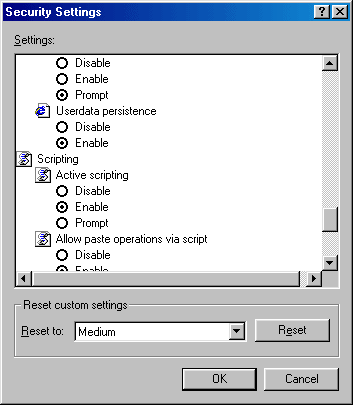 Security Settings
Settings:
Disable
Enable
Prompt
Userdata persistence
Disable
Enable
Scripting
Active scripting
Disable
Enable
Prompt
Allow paste operations via script
Disable
Enable
Reset custom settings
Reset to: Medium Reset
OK Cancel